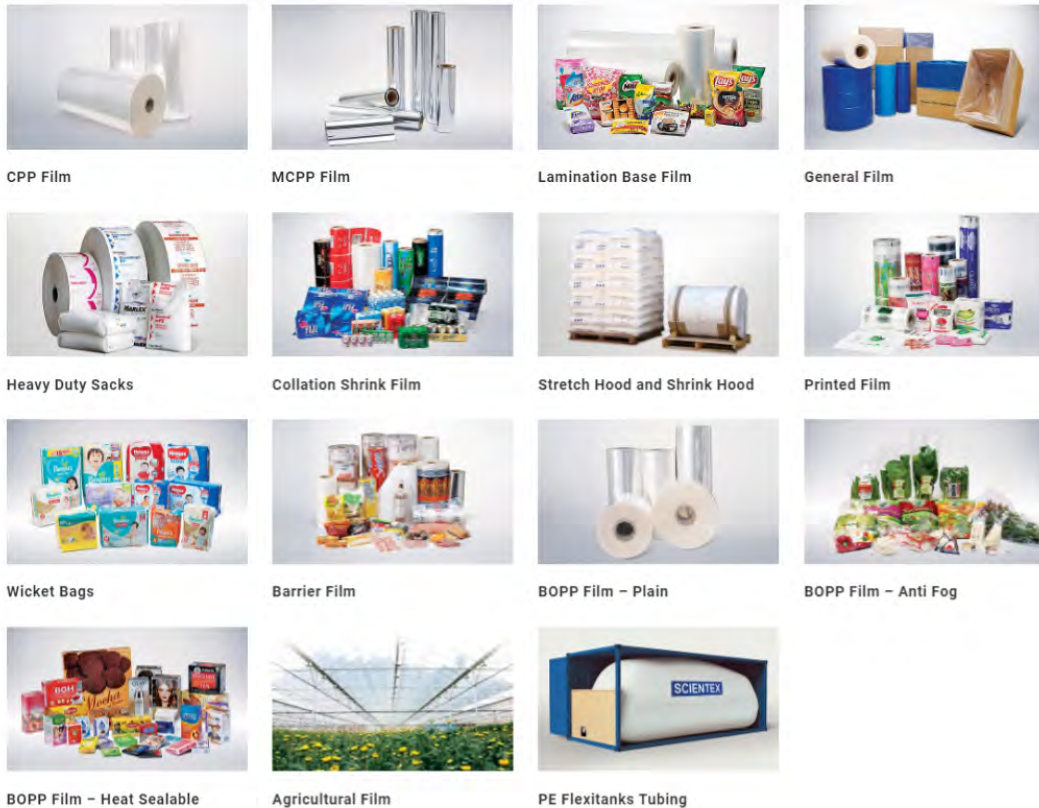 CPP Film
MCPP Film
Lamination Base Film
General Film
Heavy Duty Sacks
Collation Shrink Film
Stretch Hood and Shrink Hood
Printed Film
Wicket Bags
Barrier Film
BOPP Film – Plain
BOPP Film – Anti Fog
BOH
Mocha
SCIENTEX
BOPP Film – Heat Sealable
Agricultural Film
PE Flexitanks Tubing